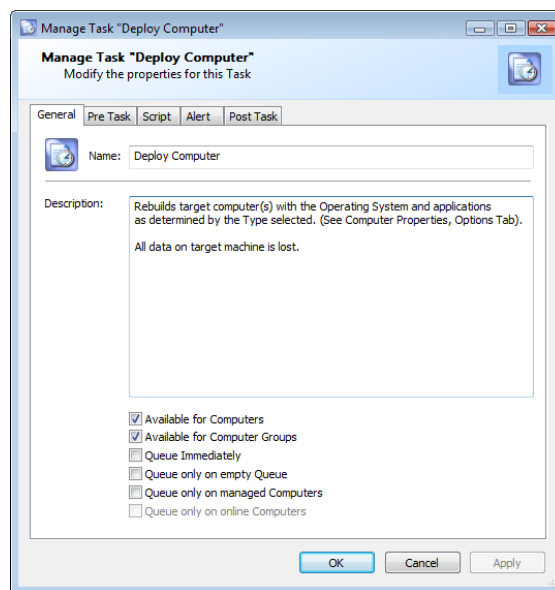 Manage Task "Deploy Computer"
Manage Task "Deploy Computer"
Modify the properties for this Task
General Pre Task Script Alert Post Task
Name: Deploy Computer
Description: Rebuilds target computer(s) with the Operating System and applications
as determined by the Type selected. (See Computer Properties, Options Tab).
All data on target machine is lost.
Available for Computers
Available for Computer Groups
Queue Immediately
Queue only on empty Queue
Queue only on managed Computers
Queue only on online Computers
OK Cancel Apply